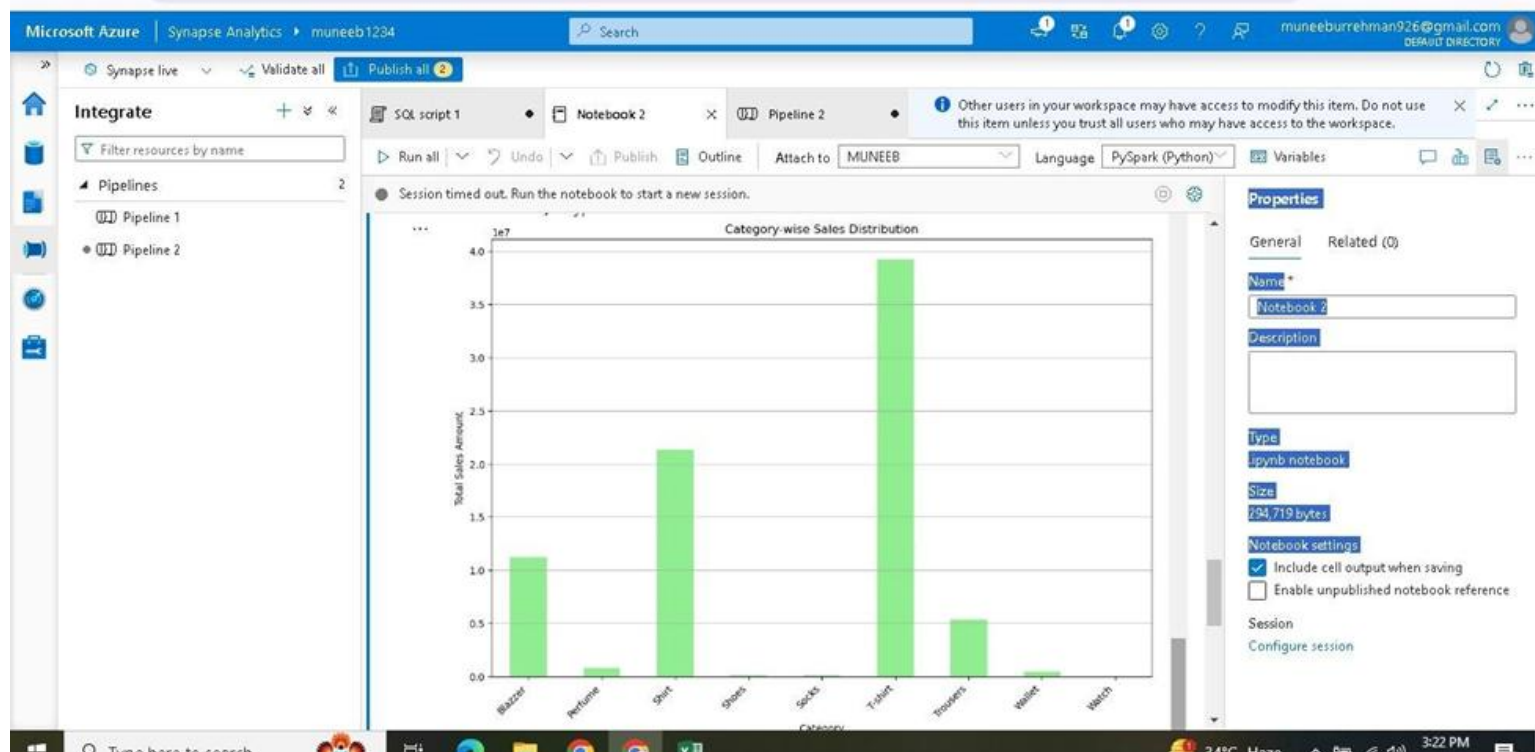 Microsoft Azure | Synapse Analytics ▸ muneeb1234
Search
1
1
muneeburrehman926@gmail.com
DEFAULT DIRECTORY
Synapse live
Validate all
Publish all 2
Integrate
Filter resources by name
Pipelines 2
Pipeline 1
Pipeline 2
SQL script 1
Notebook 2
Pipeline 2
Other users in your workspace may have access to modify this item. Do not use
this item unless you trust all users who may have access to the workspace.
Run all
Undo
Publish
Outline
Attach to MUNEEB
Language PySpark (Python)
Variables
Session timed out. Run the notebook to start a new session.
Category-wise Sales Distribution
1e7
4.0
3.5
3.0
2.5
2.0
1.5
1.0
0.5
0.0
Total Sales Amount
Blazzer
Perfume
Shirt
Shoes
Socks
T-shirt
Trousers
Wallet
Watch
Category
Properties
General Related (0)
Name *
Notebook 2
Description
Type
.ipynb notebook
Size
294,719 bytes
Notebook settings
Include cell output when saving
Enable unpublished notebook reference
Session
Configure session
Type here to search
34°C Haze
3:22 PM